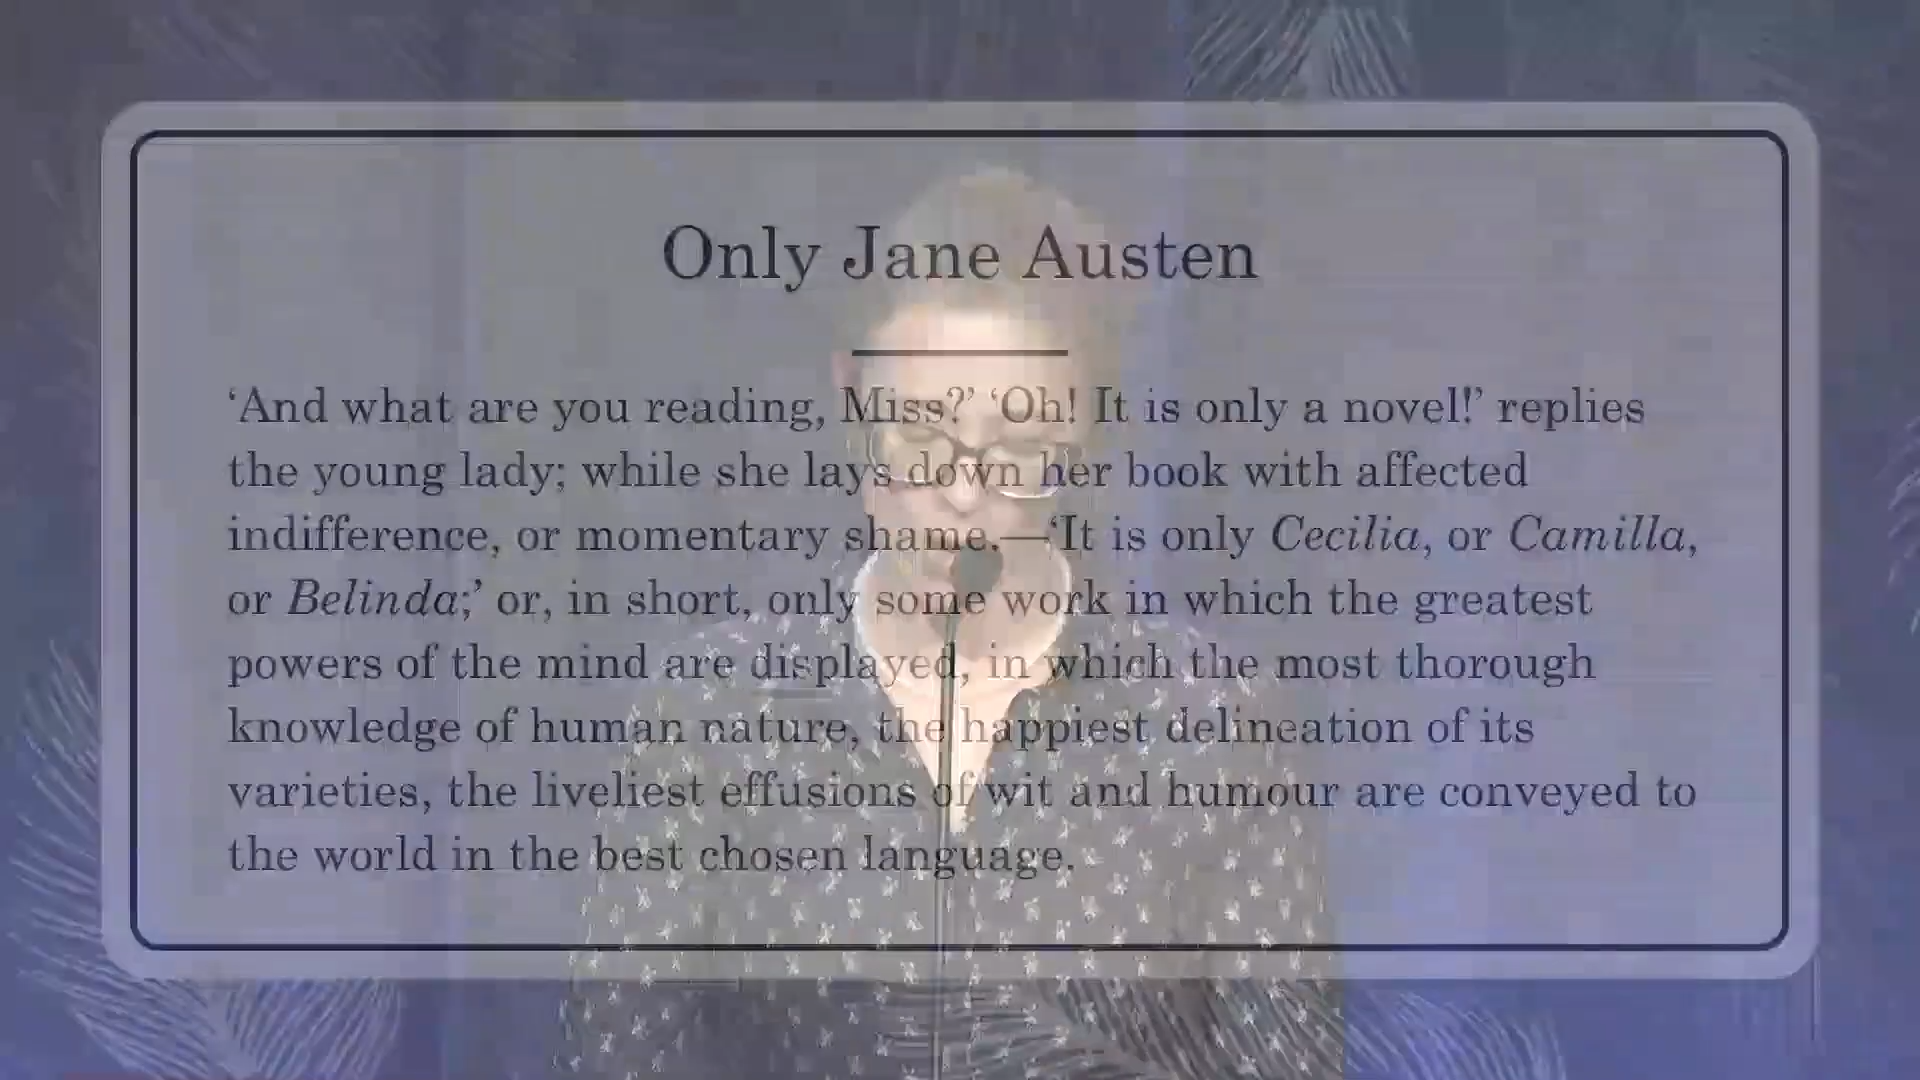 Only Jane Austen
‘And what are you reading, Miss?’ ‘Oh! It is only a novel!’ replies
the young lady; while she lays down her book with affected
indifference, or momentary shame.—‘It is only Cecilia, or Camilla,
or Belinda;’ or, in short, only some work in which the greatest
powers of the mind are displayed, in which the most thorough
knowledge of human nature, the happiest delineation of its
varieties, the liveliest effusions of wit and humour are conveyed to
the world in the best chosen language.